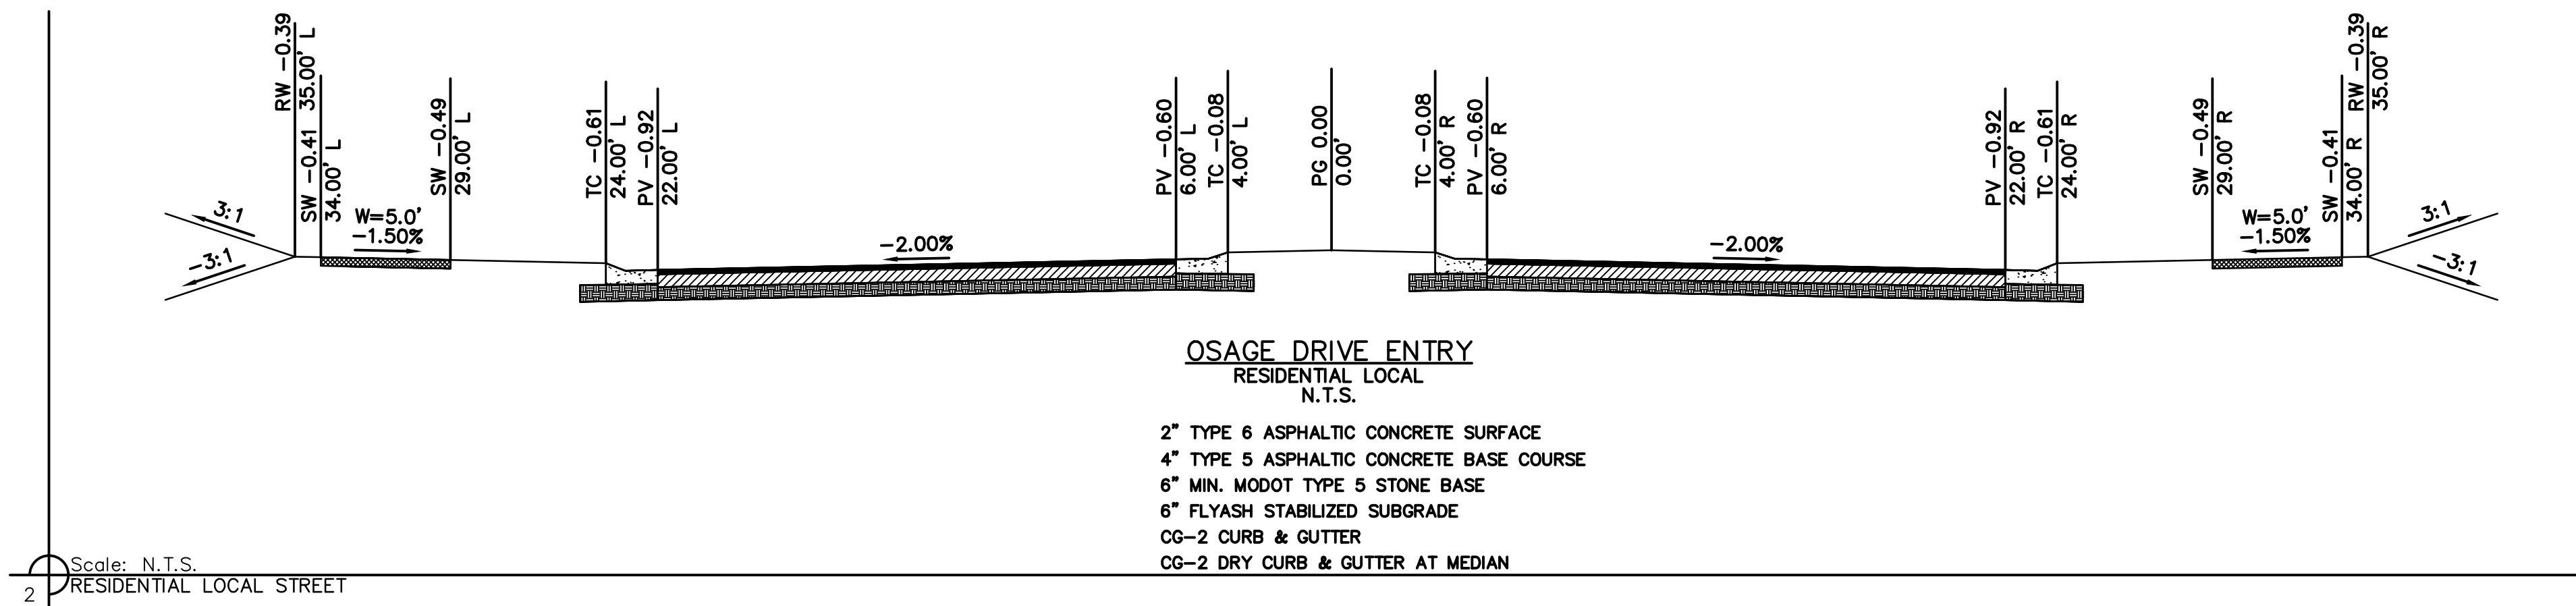 RW -0.39
35.00' L
SW -0.41
34.00' L
SW -0.49
29.00' L
TC -0.61
24.00' L
PV -0.92
22.00' L
PV -0.60
6.00' L
TC -0.08
4.00' L
PG 0.00
0.00'
TC -0.08
4.00' R
PV -0.60
6.00' R
PV -0.92
22.00' R
TC -0.61
24.00' R
SW -0.49
29.00' R
SW -0.41
34.00' R
RW -0.39
35.00' R
3:1
-3:1
W=5.0'
-1.50%
-2.00%
-2.00%
W=5.0'
-1.50%
3:1
-3:1
OSAGE DRIVE ENTRY
RESIDENTIAL LOCAL
N.T.S.
2" TYPE 6 ASPHALTIC CONCRETE SURFACE
4" TYPE 5 ASPHALTIC CONCRETE BASE COURSE
6" MIN. MODOT TYPE 5 STONE BASE
6" FLYASH STABILIZED SUBGRADE
CG-2 CURB & GUTTER
CG-2 DRY CURB & GUTTER AT MEDIAN
Scale: N.T.S.
RESIDENTIAL LOCAL STREET
2